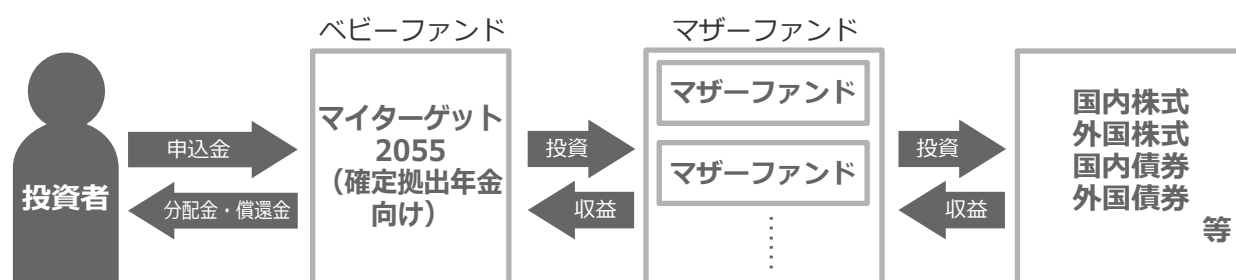 ベビーファンド
マザーファンド
投資者
申込金
分配金・償還金
マイターゲット
2055
（確定拠出年金
向け）
投資
収益
マザーファンド
マザーファンド
投資
収益
国内株式
外国株式
国内債券
外国債券
等